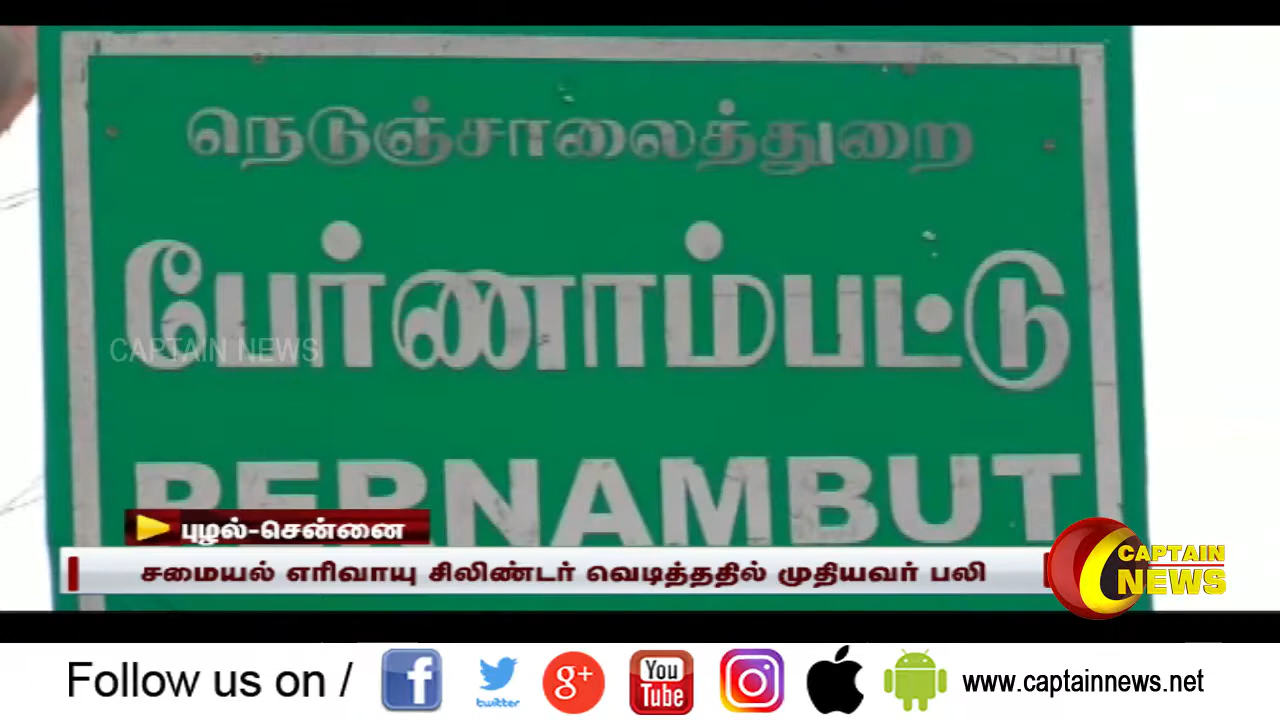 நெடுஞ்சாலைத்துறை
பேர்ணாம்பட்டு
CAPTAIN NEWS
PERNAMBUT
புழல்-சென்னை
சமையல் எரிவாயு சிலிண்டர் வெடித்ததில் முதியவர் பலி
CAPTAIN
NEWS
Follow us on /
twitter
g+
You
Tube
www.captainnews.net